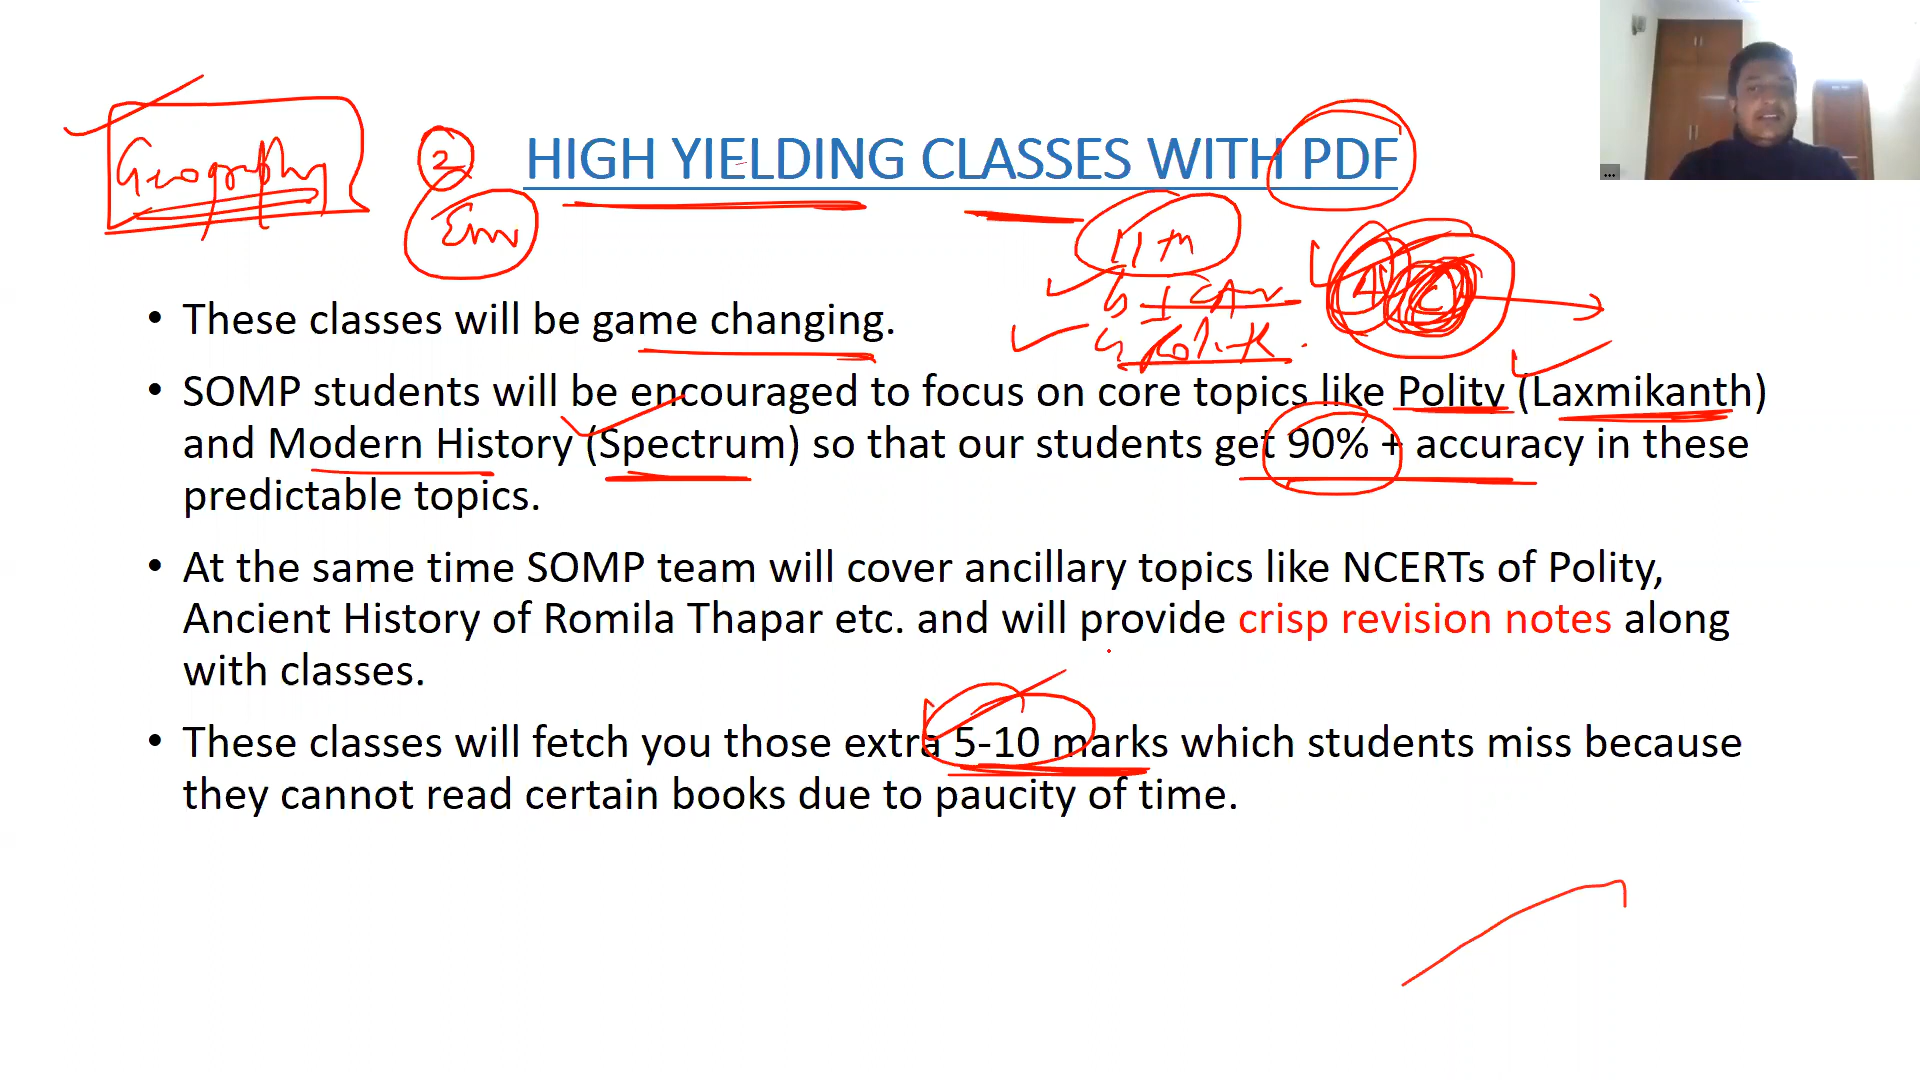 Geography
2
Env
HIGH YIELDING CLASSES WITH PDF
11th
• These classes will be game changing.
• SOMP students will be encouraged to focus on core topics like Polity (Laxmikanth)
and Modern History (Spectrum) so that our students get 90% + accuracy in these
predictable topics.
• At the same time SOMP team will cover ancillary topics like NCERTs of Polity,
Ancient History of Romila Thapar etc. and will provide crisp revision notes along
with classes.
• These classes will fetch you those extra 5-10 marks which students miss because
they cannot read certain books due to paucity of time.